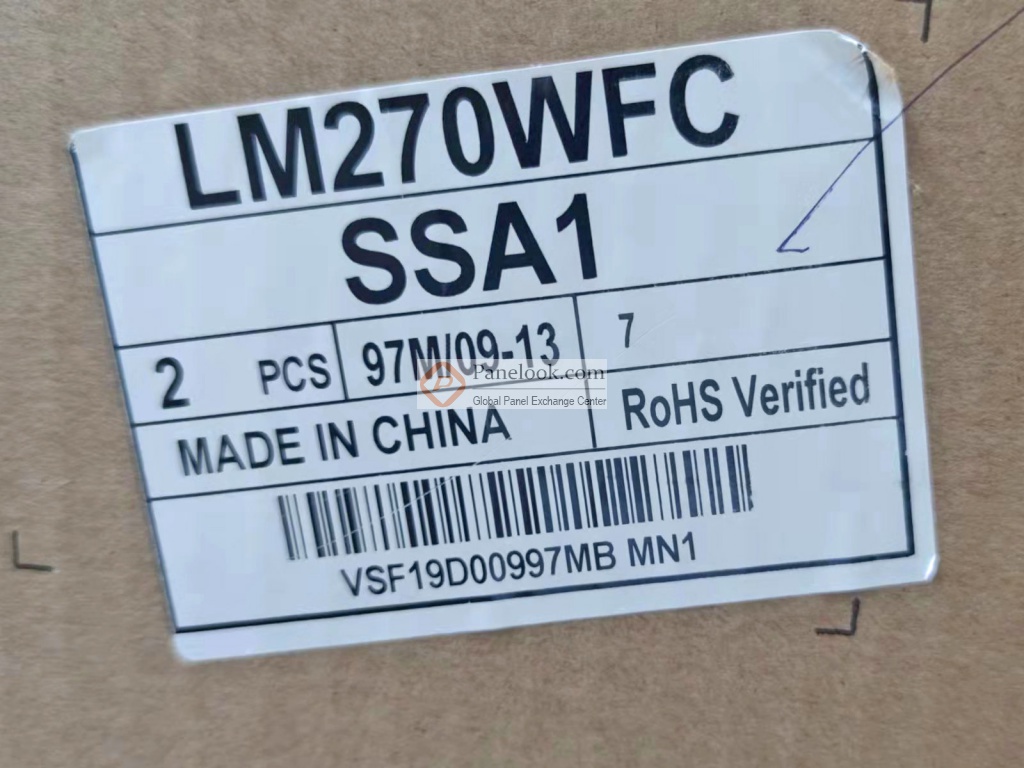 LM270WFC
SSA1
2 PCS 97M/09-13 7
Panelook.com
Global Panel Exchange Center
MADE IN CHINA RoHS Verified
VSF19D00997MB MN1